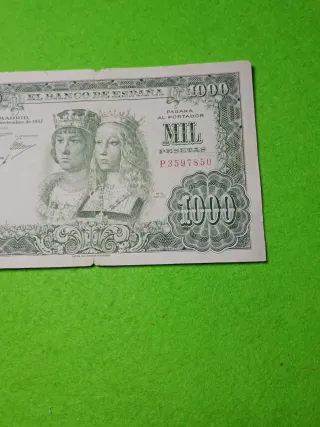 1000
EL BANCO DE ESPAÑA
PAGARÁ
AL PORTADOR
MIL
PESETAS
P3597850
1000